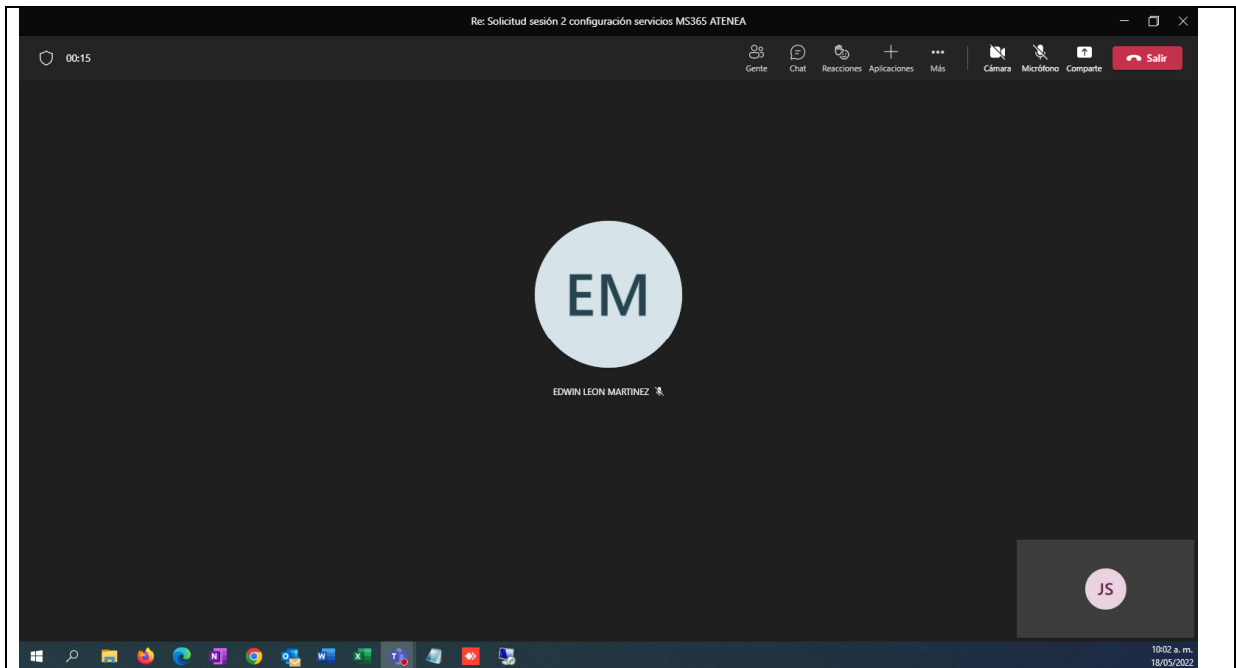 Re: Solicitud sesión 2 configuración servicios MS365 ATENEA
00:15
Gente Chat Reacciones Aplicaciones Más Cámara Micrófono Comparte Salir
EM
EDWIN LEON MARTINEZ
JS
10:02 a. m.
18/05/2022